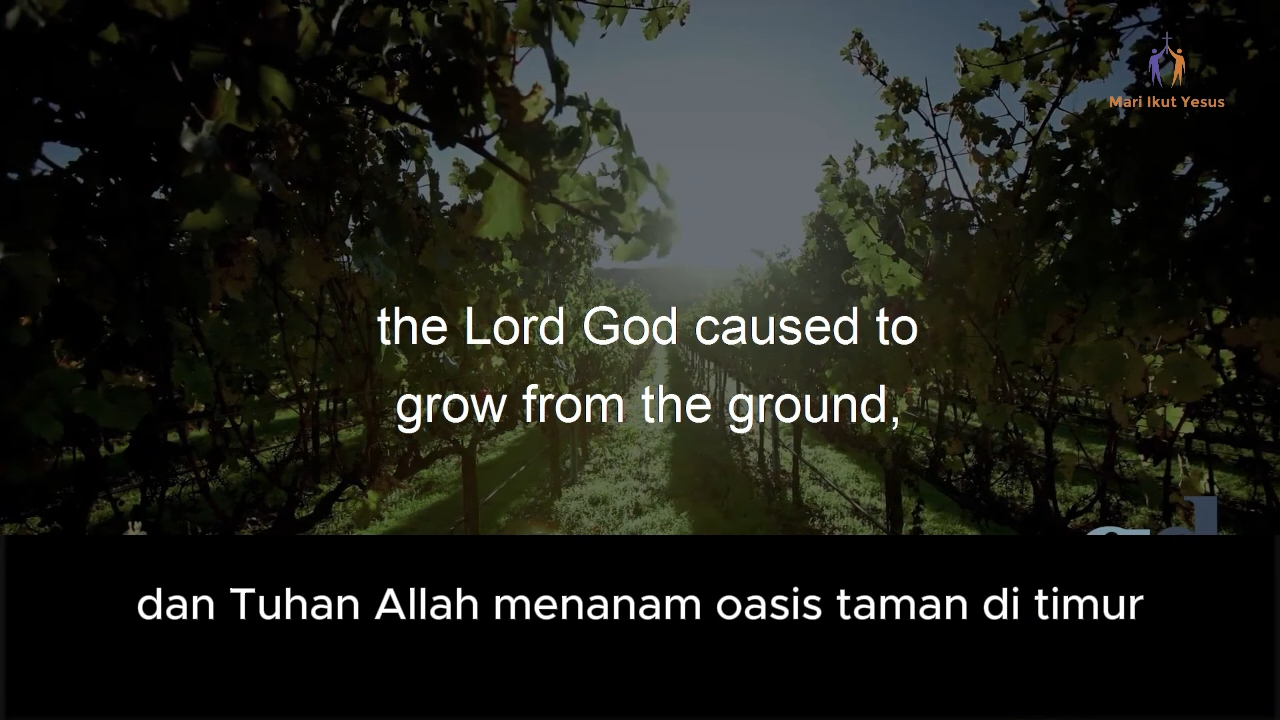 Mari Ikut Yesus
the Lord God caused to
grow from the ground,
dan Tuhan Allah menanam oasis taman di timur